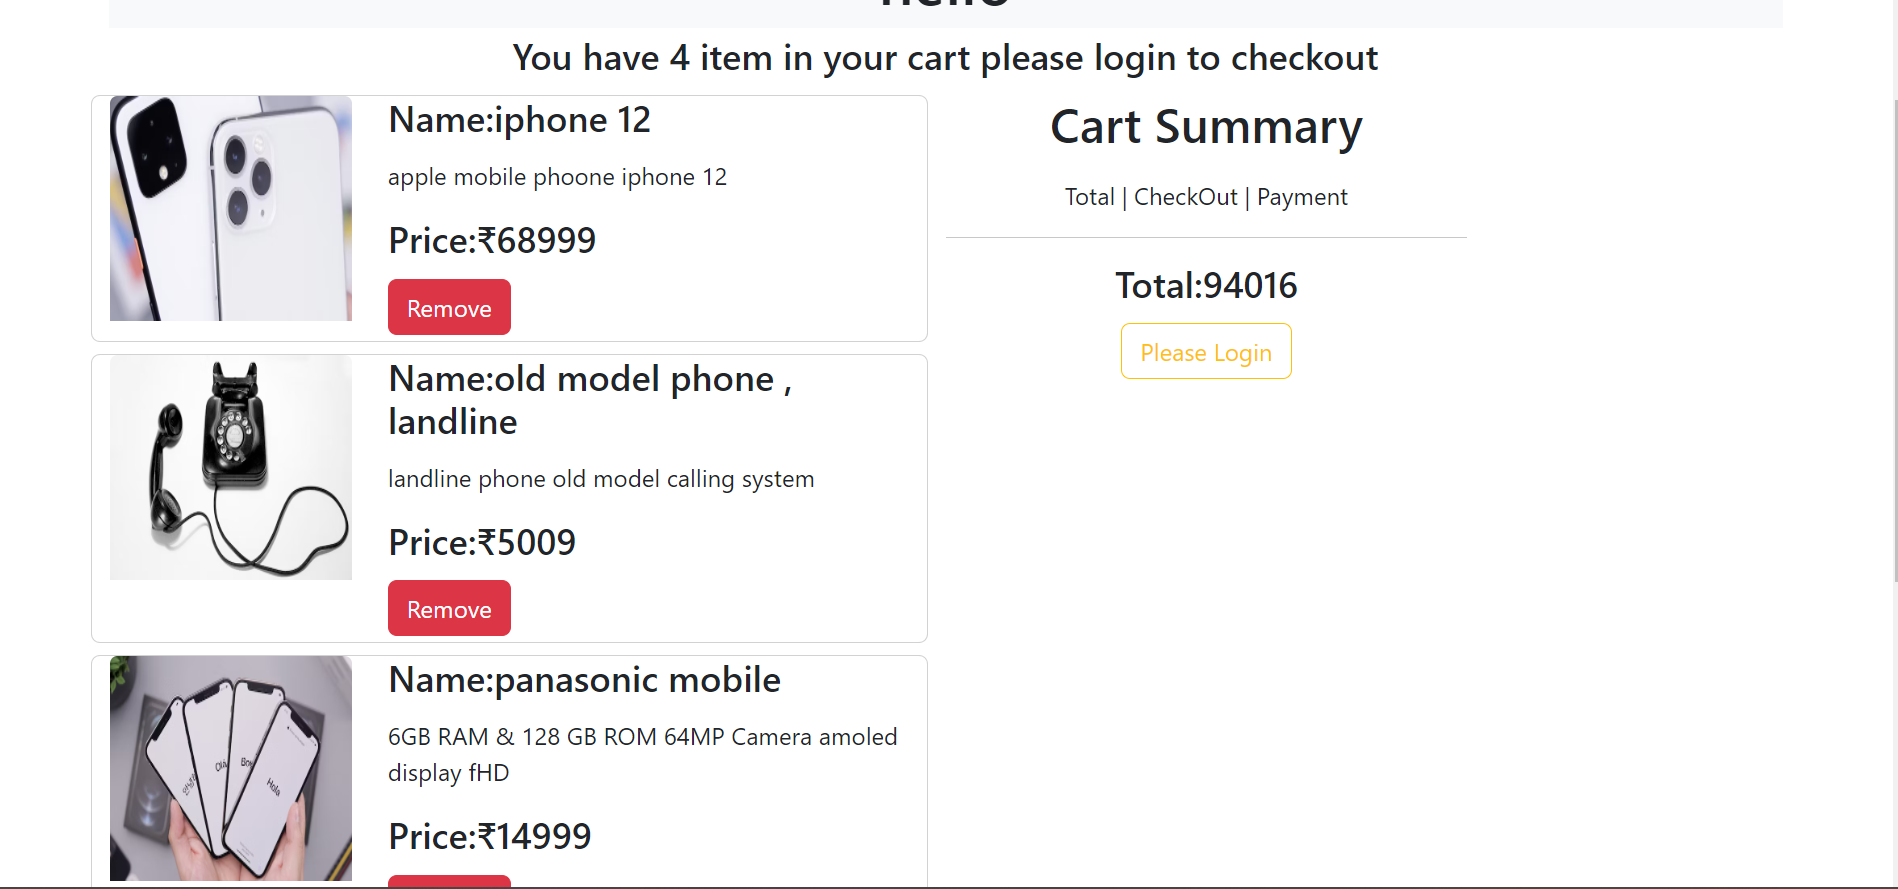 Hello
You have 4 item in your cart please login to checkout
Name:iphone 12
apple mobile phoone iphone 12
Price:₹68999
Remove
Name:old model phone ,
landline
landline phone old model calling system
Price:₹5009
Remove
Name:panasonic mobile
6GB RAM & 128 GB ROM 64MP Camera amoled
display fHD
Price:₹14999
Cart Summary
Total | CheckOut | Payment
Total:94016
Please Login
Hola